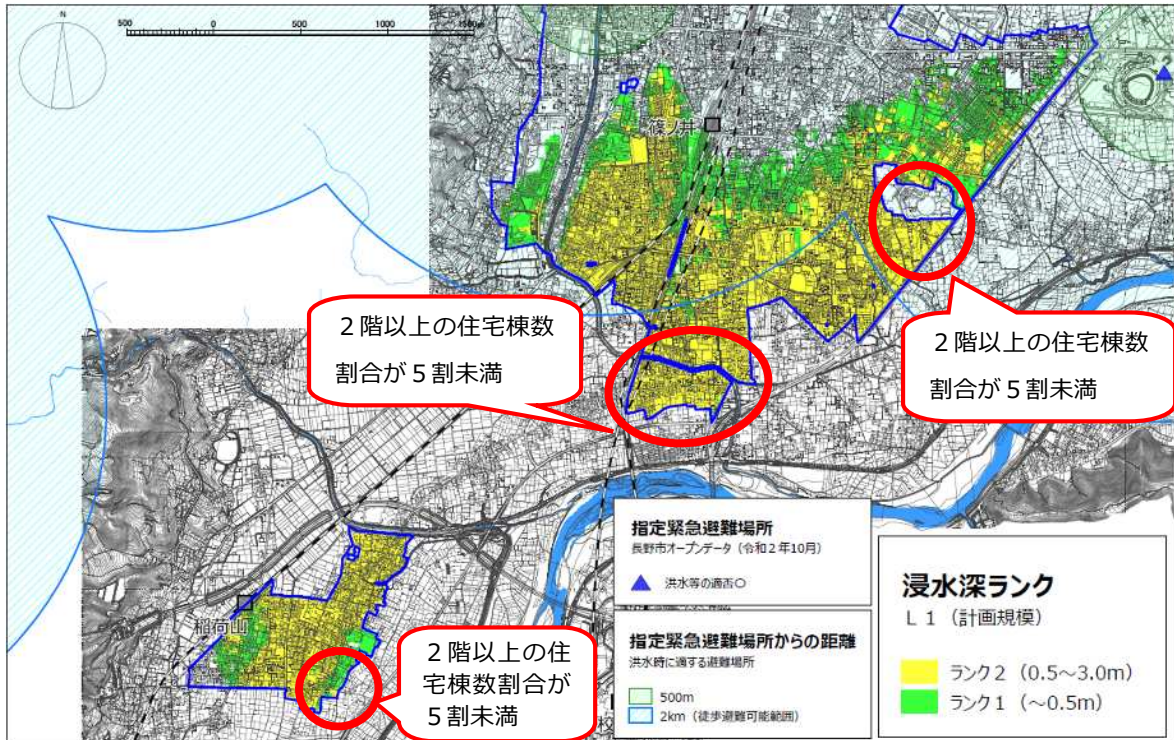 N
500
0
500
1000
1500m
篠ノ井
２階以上の住宅棟数
割合が５割未満
２階以上の住宅棟数
割合が５割未満
稲荷山
２階以上の住
宅棟数割合が
５割未満
指定緊急避難場所
長野市オープンデータ（令和２年10月）
洪水等の適否○
指定緊急避難場所からの距離
洪水時に適する避難場所
500m
2km（徒歩避難可能範囲）
浸水深ランク
Ｌ１（計画規模）
ランク２（0.5～3.0m）
ランク１（～0.5m）